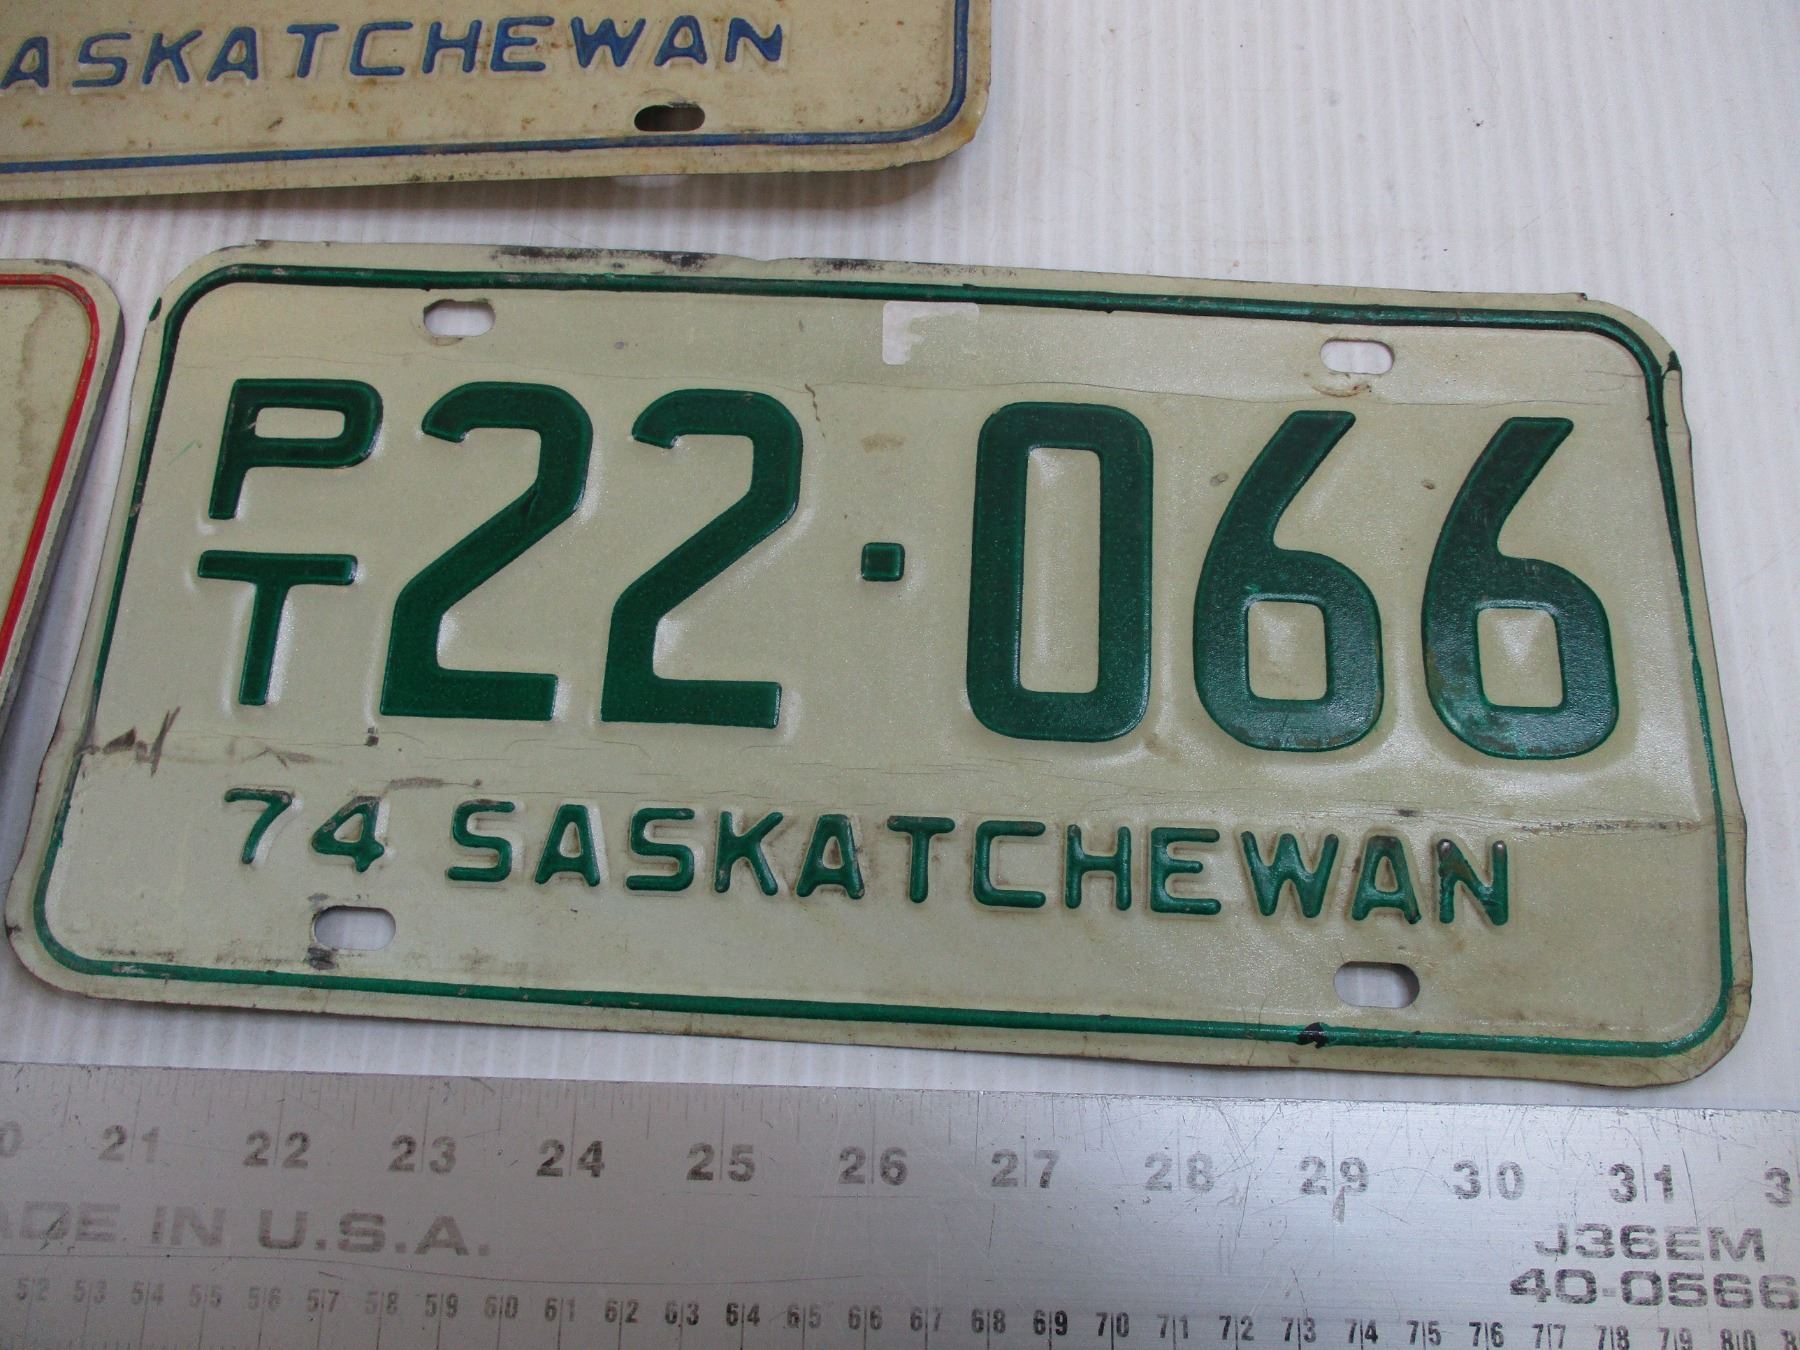 ASKATCHEWAN
PT 22·066
74 SASKATCHEWAN
21 22 23 24 25 26 27 28 29 30 31
MADE IN U.S.A.
J36EM
40-0566
52 53 54 55 56 57 58 59 60 61 62 63 64 65 66 67 68 69 70 71 72 73 74 75 76 77 78 79 80